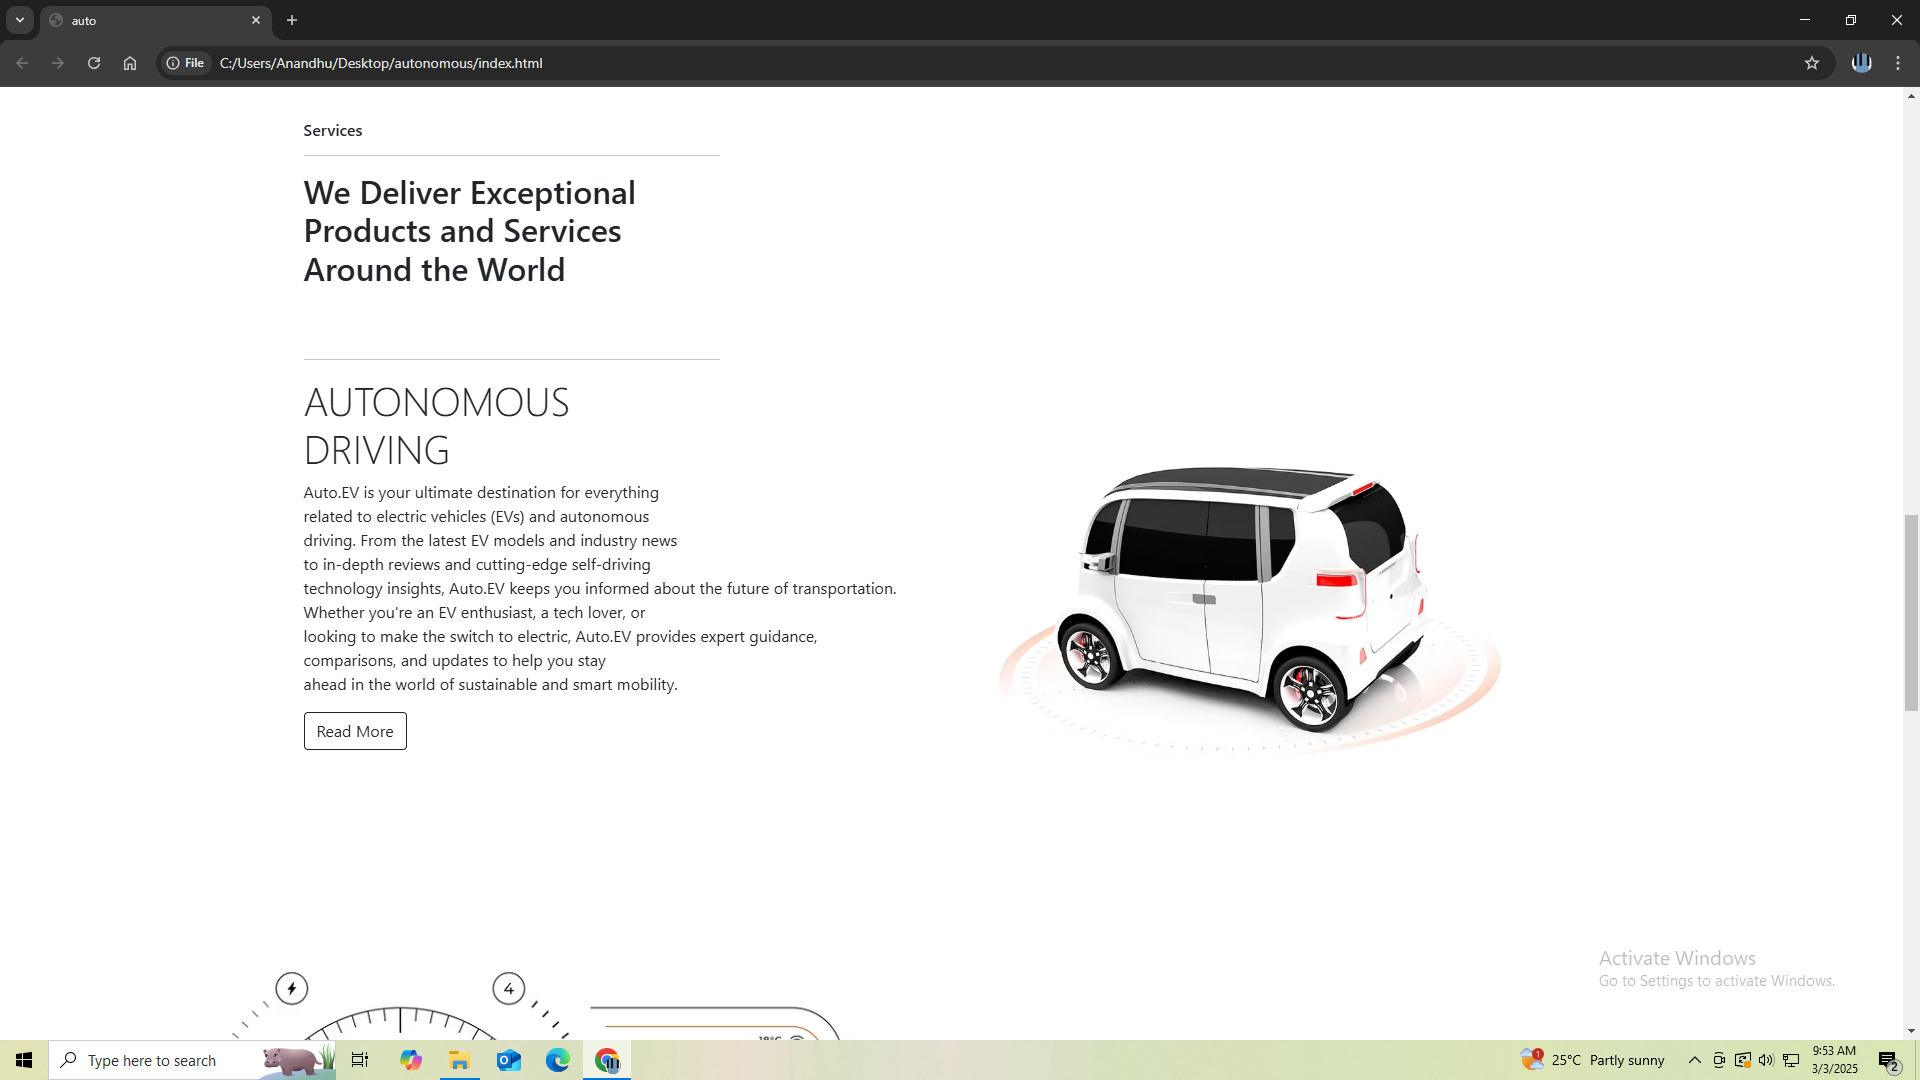 auto
File
C:/Users/Anandhu/Desktop/autonomous/index.html
Services
We Deliver Exceptional
Products and Services
Around the World
AUTONOMOUS
DRIVING
Auto.EV is your ultimate destination for everything
related to electric vehicles (EVs) and autonomous
driving. From the latest EV models and industry news
to in-depth reviews and cutting-edge self-driving
technology insights, Auto.EV keeps you informed about the future of transportation.
Whether you're an EV enthusiast, a tech lover, or
looking to make the switch to electric, Auto.EV provides expert guidance,
comparisons, and updates to help you stay
ahead in the world of sustainable and smart mobility.
Read More
Activate Windows
Go to Settings to activate Windows.
4
Type here to search
1
25°C Partly sunny
9:53 AM
3/3/2025
2